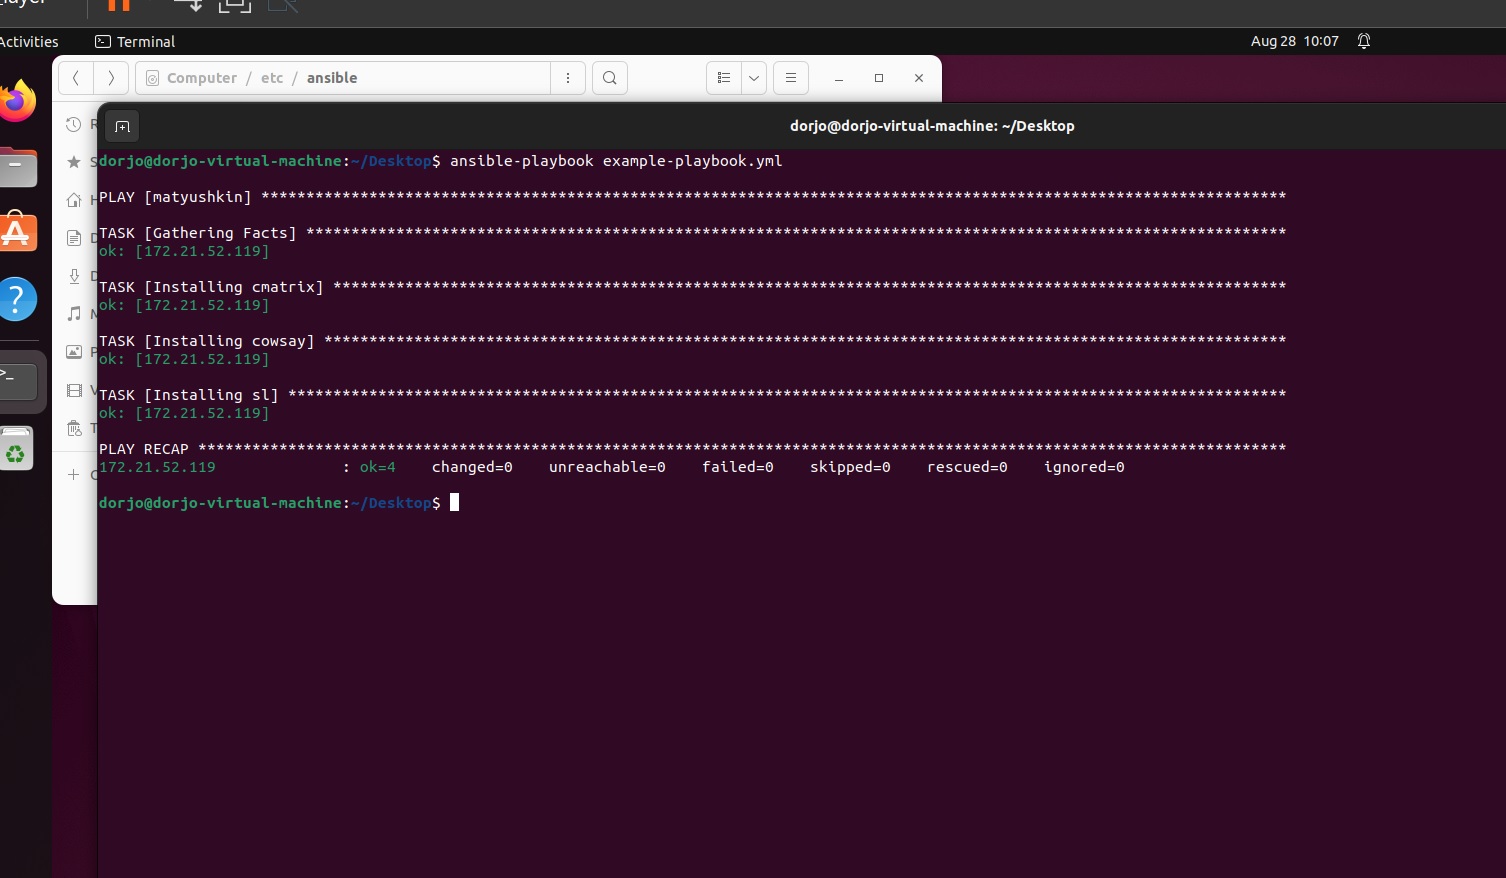 Activities
Terminal
Aug 28 10:07
Computer / etc / ansible
dorjo@dorjo-virtual-machine: ~/Desktop
dorjo@dorjo-virtual-machine:~/Desktop$ ansible-playbook example-playbook.yml
PLAY [matyushkin] ******************************************************************************************************************
TASK [Gathering Facts] *************************************************************************************************************
ok: [172.21.52.119]
TASK [Installing cmatrix] **********************************************************************************************************
ok: [172.21.52.119]
TASK [Installing cowsay] ***********************************************************************************************************
ok: [172.21.52.119]
TASK [Installing sl] ***************************************************************************************************************
ok: [172.21.52.119]
PLAY RECAP *************************************************************************************************************************
172.21.52.119 : ok=4 changed=0 unreachable=0 failed=0 skipped=0 rescued=0 ignored=0
dorjo@dorjo-virtual-machine:~/Desktop$